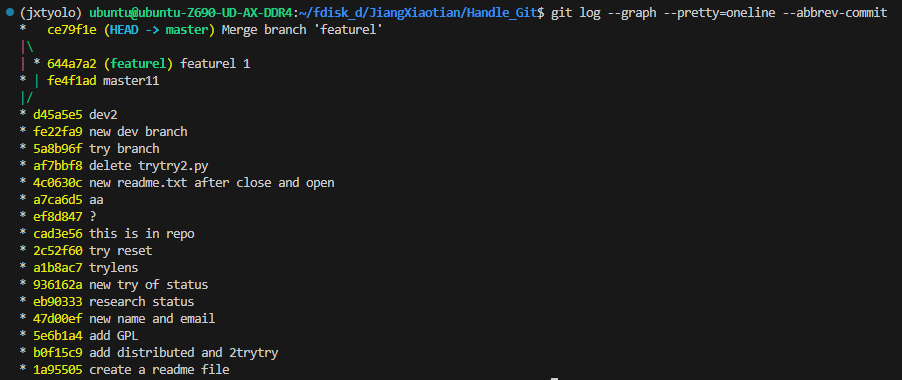 (jxtyolo) ubuntu@ubuntu-Z690-UD-AX-DDR4:~/fdisk_d/JiangXiaotian/Handle_Git$ git log --graph --pretty=oneline --abbrev-commit
*   ce79f1e (HEAD -> master) Merge branch 'featurel'
|\
| * 644a7a2 (featurel) featurel 1
* | fe4f1ad master11
|/
* d45a5e5 dev2
* fe22fa9 new dev branch
* 5a8b96f try branch
* af7bbf8 delete trytry2.py
* 4c0630c new readme.txt after close and open
* a7ca6d5 aa
* ef8d847 ?
* cad3e56 this is in repo
* 2c52f60 try reset
* a1b8ac7 trylens
* 936162a new try of status
* eb90333 research status
* 47d00ef new name and email
* 5e6b1a4 add GPL
* b0f15c9 add distributed and 2trytry
* 1a95505 create a readme file